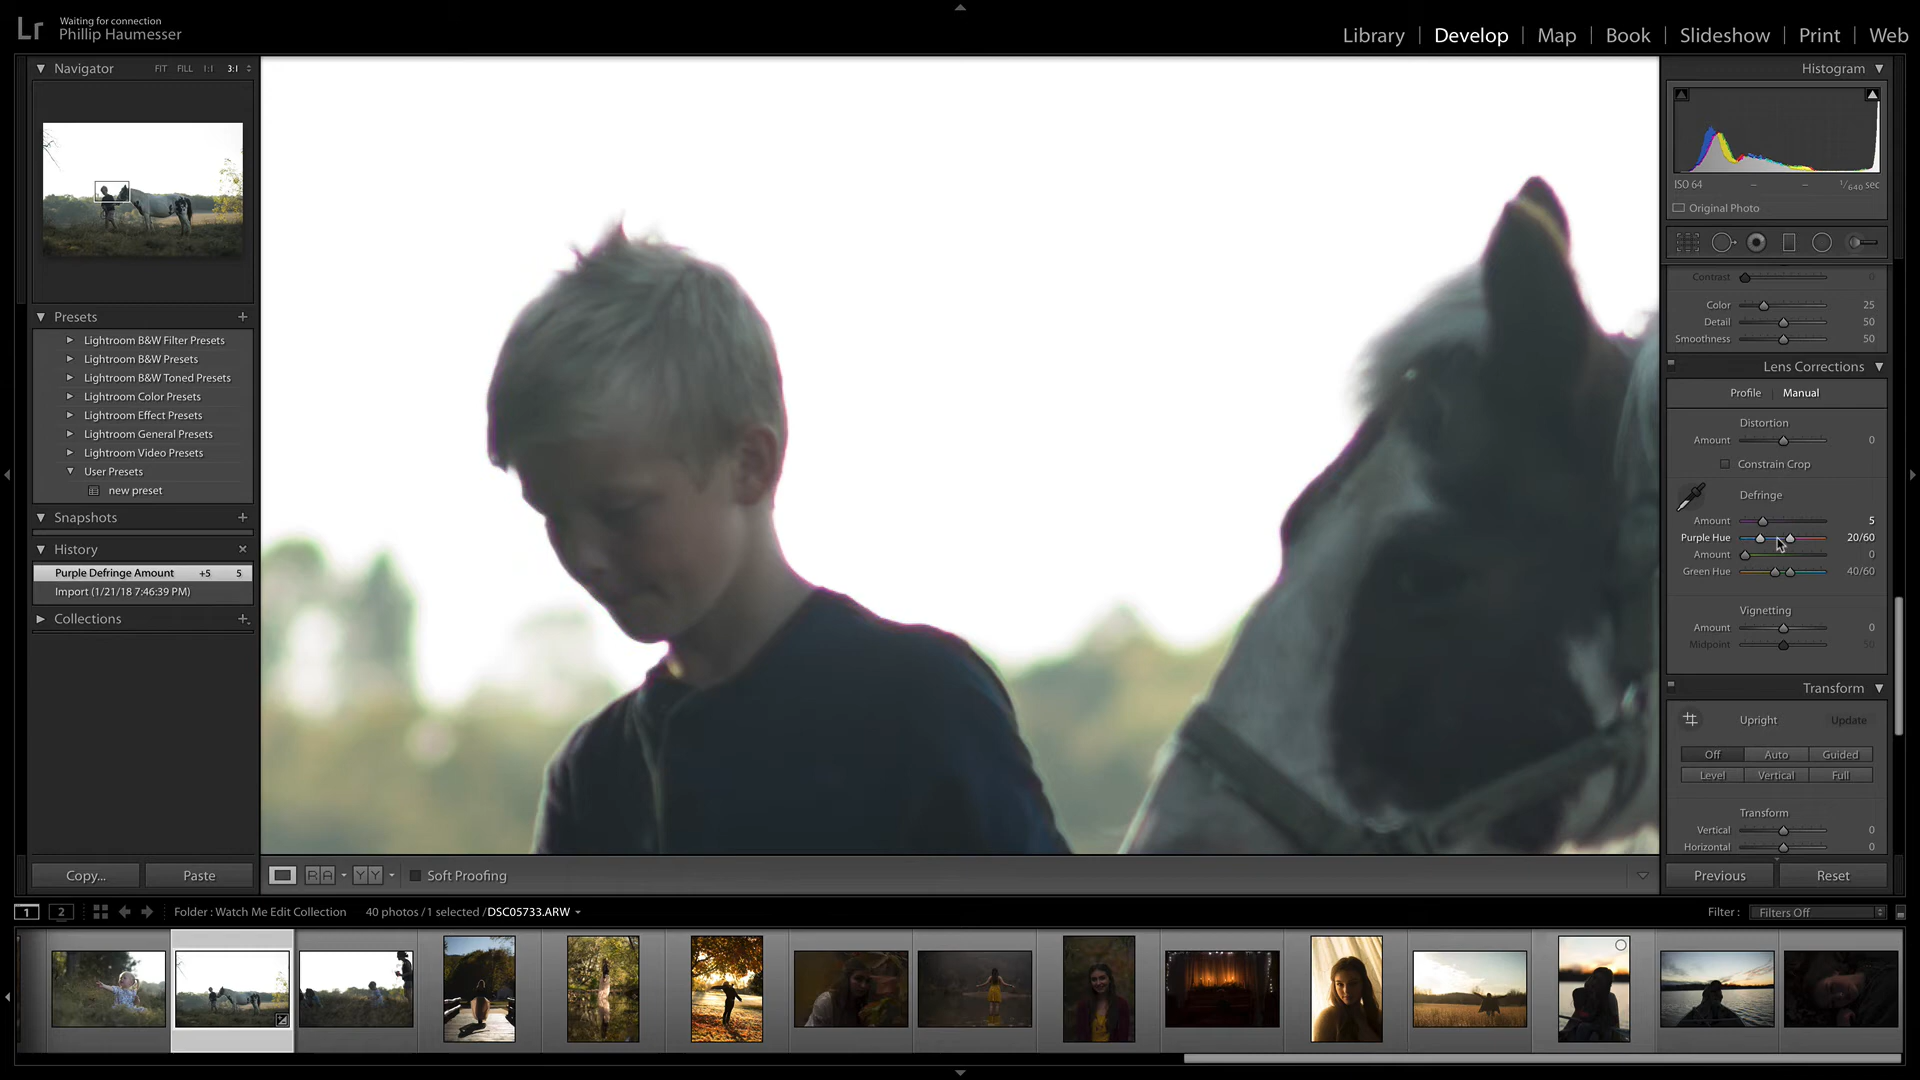 Lr
Waiting for connection
Phillip Haumesser
Library | Develop | Map | Book | Slideshow | Print | Web
Navigator FIT FILL 1:1 3:1
Presets
Lightroom B&W Filter Presets
Lightroom B&W Presets
Lightroom B&W Toned Presets
Lightroom Color Presets
Lightroom Effect Presets
Lightroom General Presets
Lightroom Video Presets
User Presets
new preset
Snapshots
History
Purple Defringe Amount +5 5
Import (1/21/18 7:46:39 PM)
Collections
Copy... Paste
Soft Proofing
Histogram
ISO 64 – – 1/640 sec
Original Photo
Contrast 0
Color 25
Detail 50
Smoothness 50
Lens Corrections
Profile | Manual
Distortion
Amount 0
Constrain Crop
Defringe
Amount 5
Purple Hue 20/60
Amount 0
Green Hue 40/60
Vignetting
Amount 0
Midpoint 50
Transform
Upright Update
Off Auto Guided
Level Vertical Full
Transform
Vertical 0
Horizontal 0
Previous Reset
1 2 Folder : Watch Me Edit Collection 40 photos / 1 selected / DSC05733.ARW
Filter : Filters Off